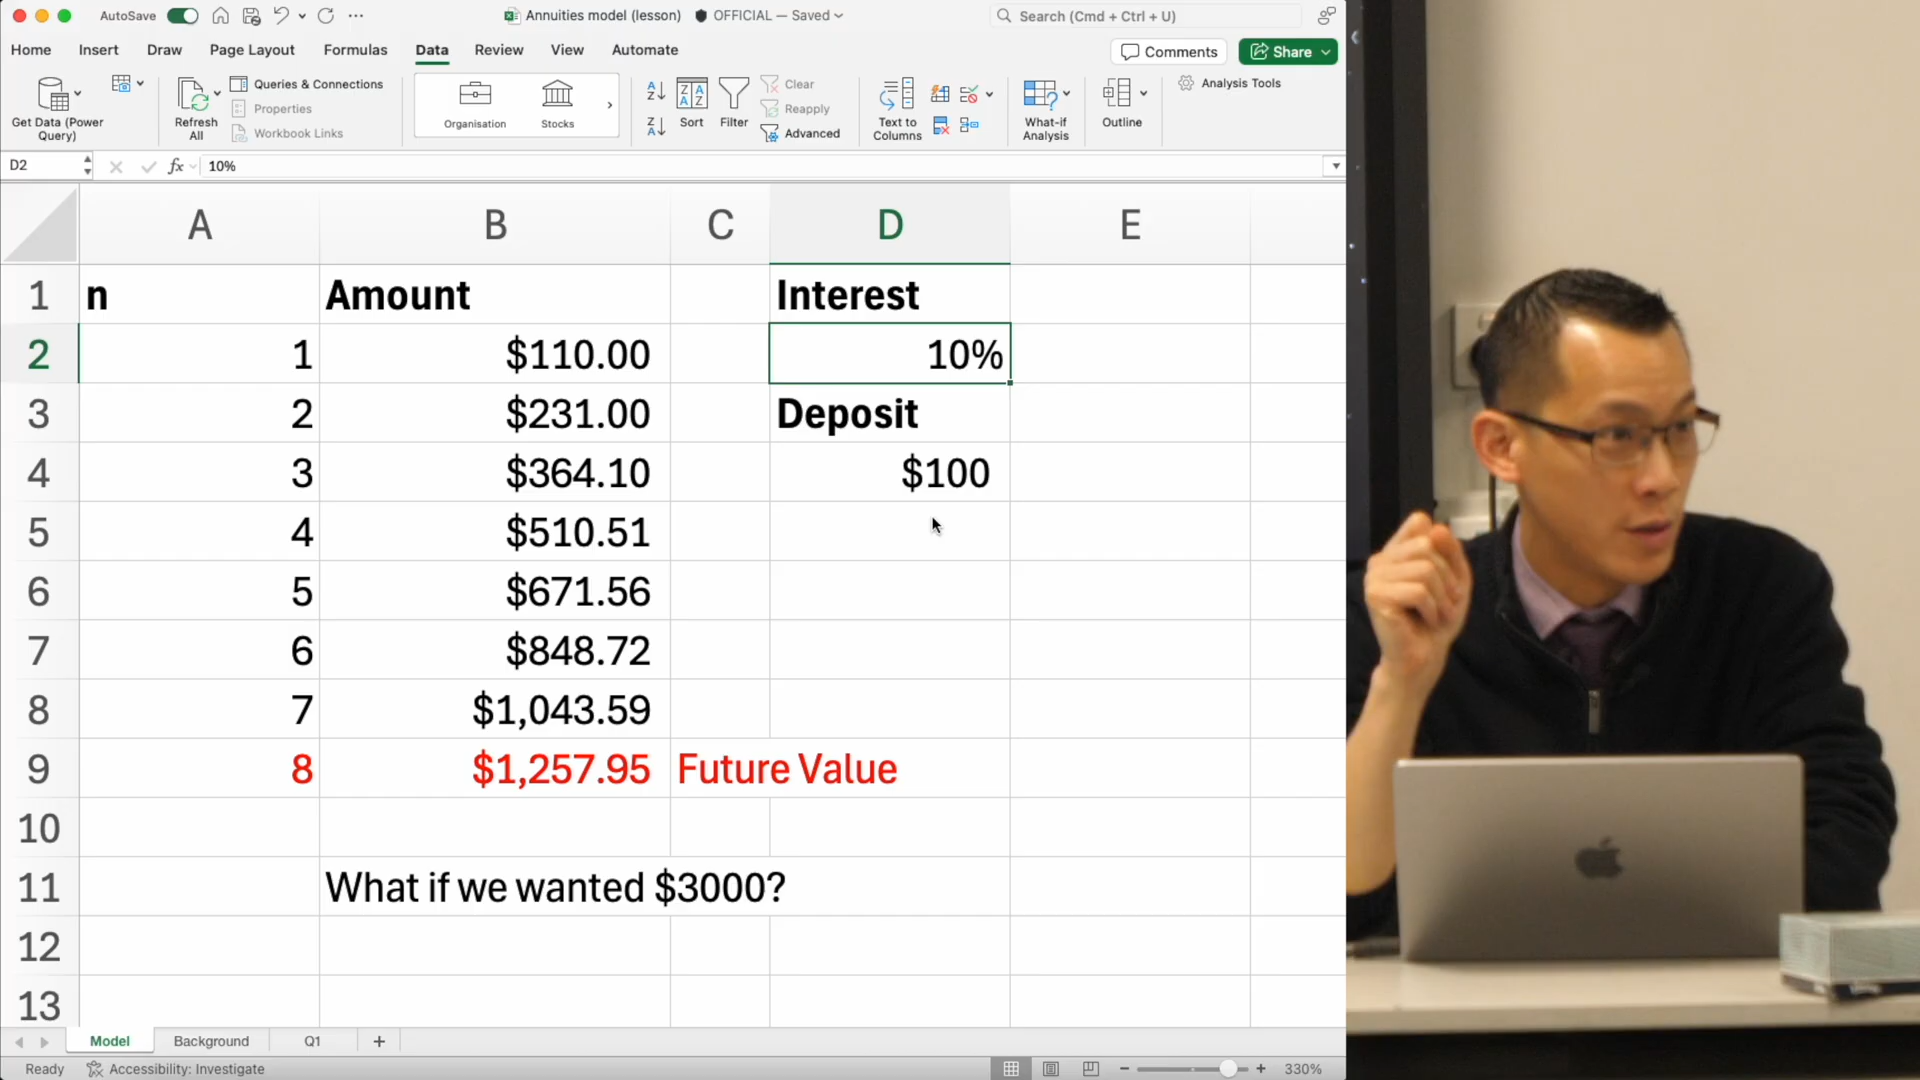 AutoSave
Annuities model (lesson)
OFFICIAL — Saved
Search (Cmd + Ctrl + U)
Home Insert Draw Page Layout Formulas Data Review View Automate
Comments
Share
Get Data (Power Query)
Refresh All
Queries & Connections
Properties
Workbook Links
Organisation
Stocks
Sort
Filter
Clear
Reapply
Advanced
Text to Columns
What-if Analysis
Outline
Analysis Tools
D2 fx 10%
A B C D E
1 n Amount Interest
2 1 $110.00 10%
3 2 $231.00 Deposit
4 3 $364.10 $100
5 4 $510.51
6 5 $671.56
7 6 $848.72
8 7 $1,043.59
9 8 $1,257.95 Future Value
10
11 What if we wanted $3000?
12
13
Model Background Q1
Ready Accessibility: Investigate 330%